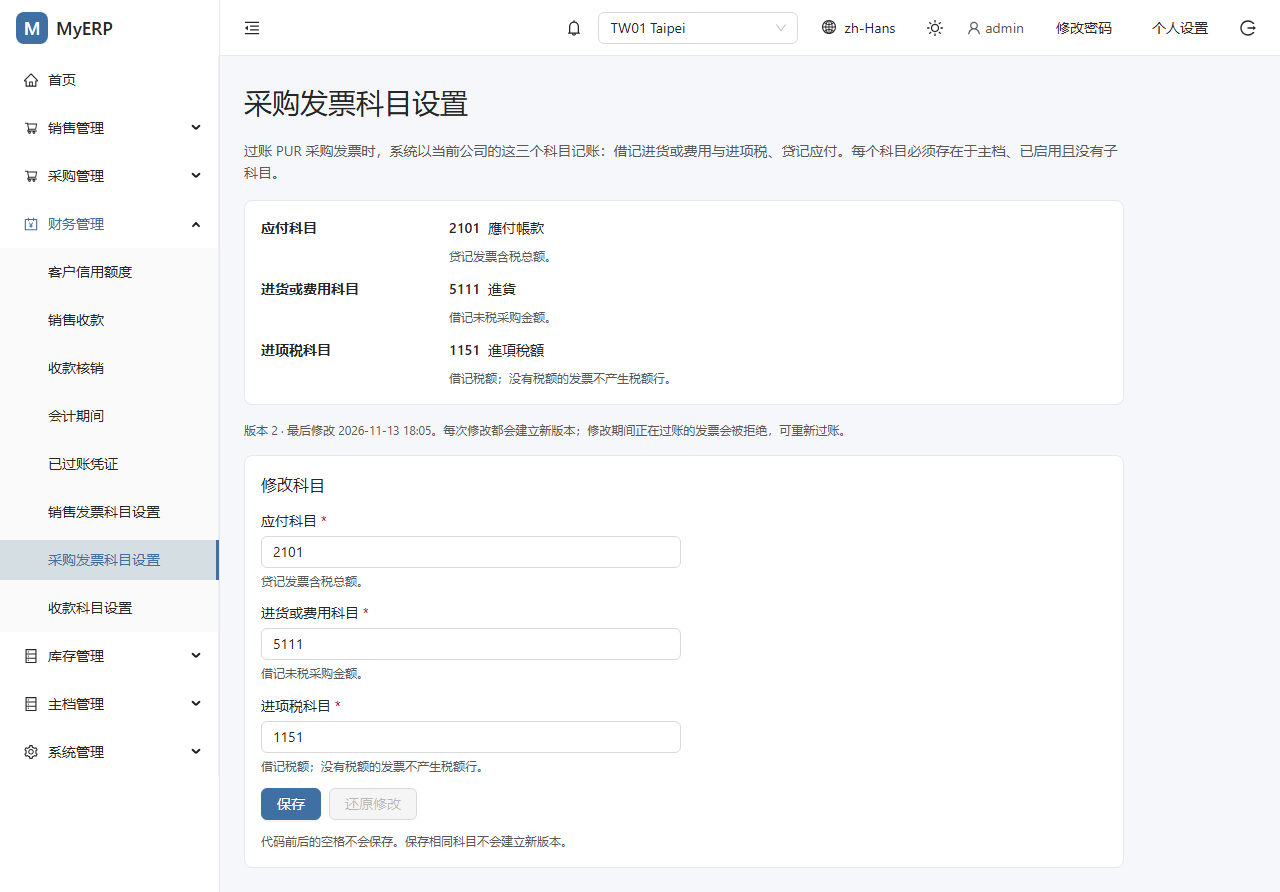 M MyERP
TW01 Taipei
zh-Hans
admin
修改密码
个人设置
首页
销售管理
采购管理
财务管理
客户信用额度
销售收款
收款核销
会计期间
已过账凭证
销售发票科目设置
采购发票科目设置
收款科目设置
库存管理
主档管理
系统管理
采购发票科目设置
过账 PUR 采购发票时，系统以当前公司的这三个科目记账：借记进货或费用与进项税、贷记应付。每个科目必须存在于主档、已启用且没有子
科目。
应付科目 2101 應付帳款
贷记发票含税总额。
进货或费用科目 5111 進貨
借记未税采购金额。
进项税科目 1151 進項稅額
借记税额；没有税额的发票不产生税额行。
版本 2 · 最后修改 2026-11-13 18:05。每次修改都会建立新版本；修改期间正在过账的发票会被拒绝，可重新过账。
修改科目
应付科目 *
2101
贷记发票含税总额。
进货或费用科目 *
5111
借记未税采购金额。
进项税科目 *
1151
借记税额；没有税额的发票不产生税额行。
保存 还原修改
代码前后的空格不会保存。保存相同科目不会建立新版本。